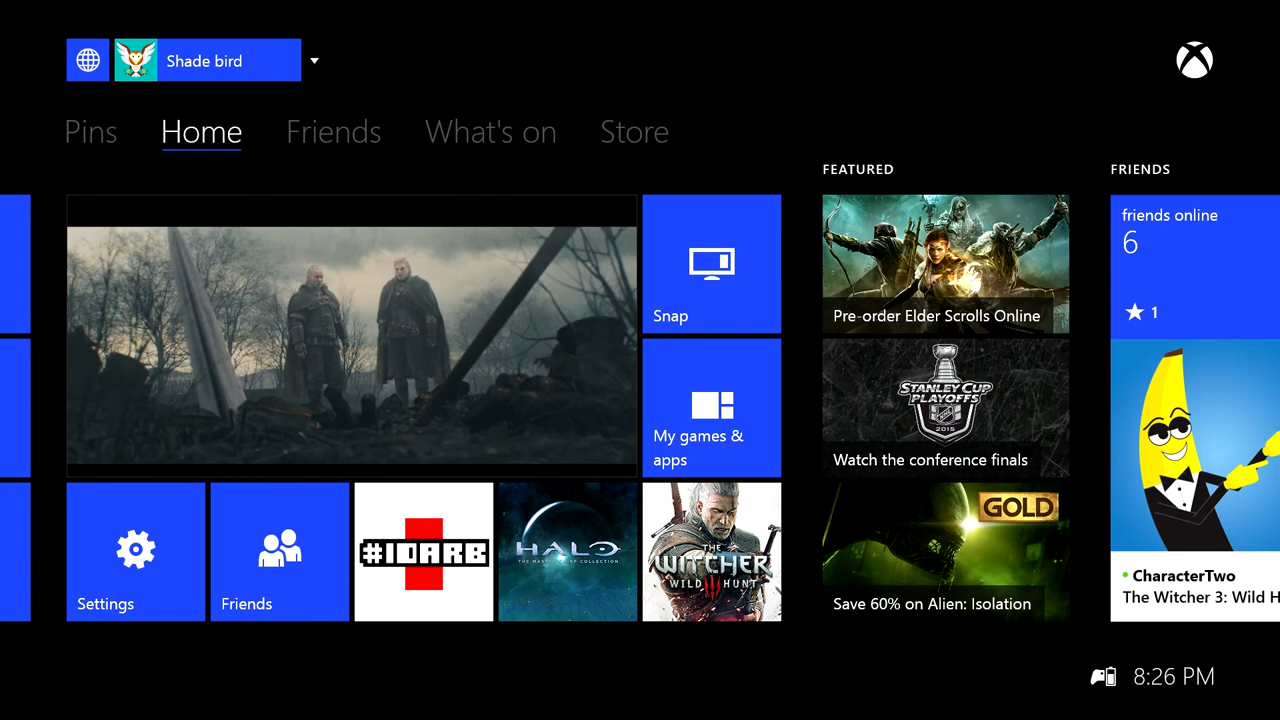 Shade bird
Pins
Home
Friends
What's on
Store
FEATURED
FRIENDS
Snap
My games &
apps
Settings
Friends
#IDARB
HALO
THE MASTER CHIEF COLLECTION
THE
WITCHER
WILD HUNT
Pre-order Elder Scrolls Online
STANLEY CUP
PLAYOFFS
NHL
2015
Watch the conference finals
GOLD
Save 60% on Alien: Isolation
friends online
6
1
CharacterTwo
The Witcher 3: Wild H
8:26 PM